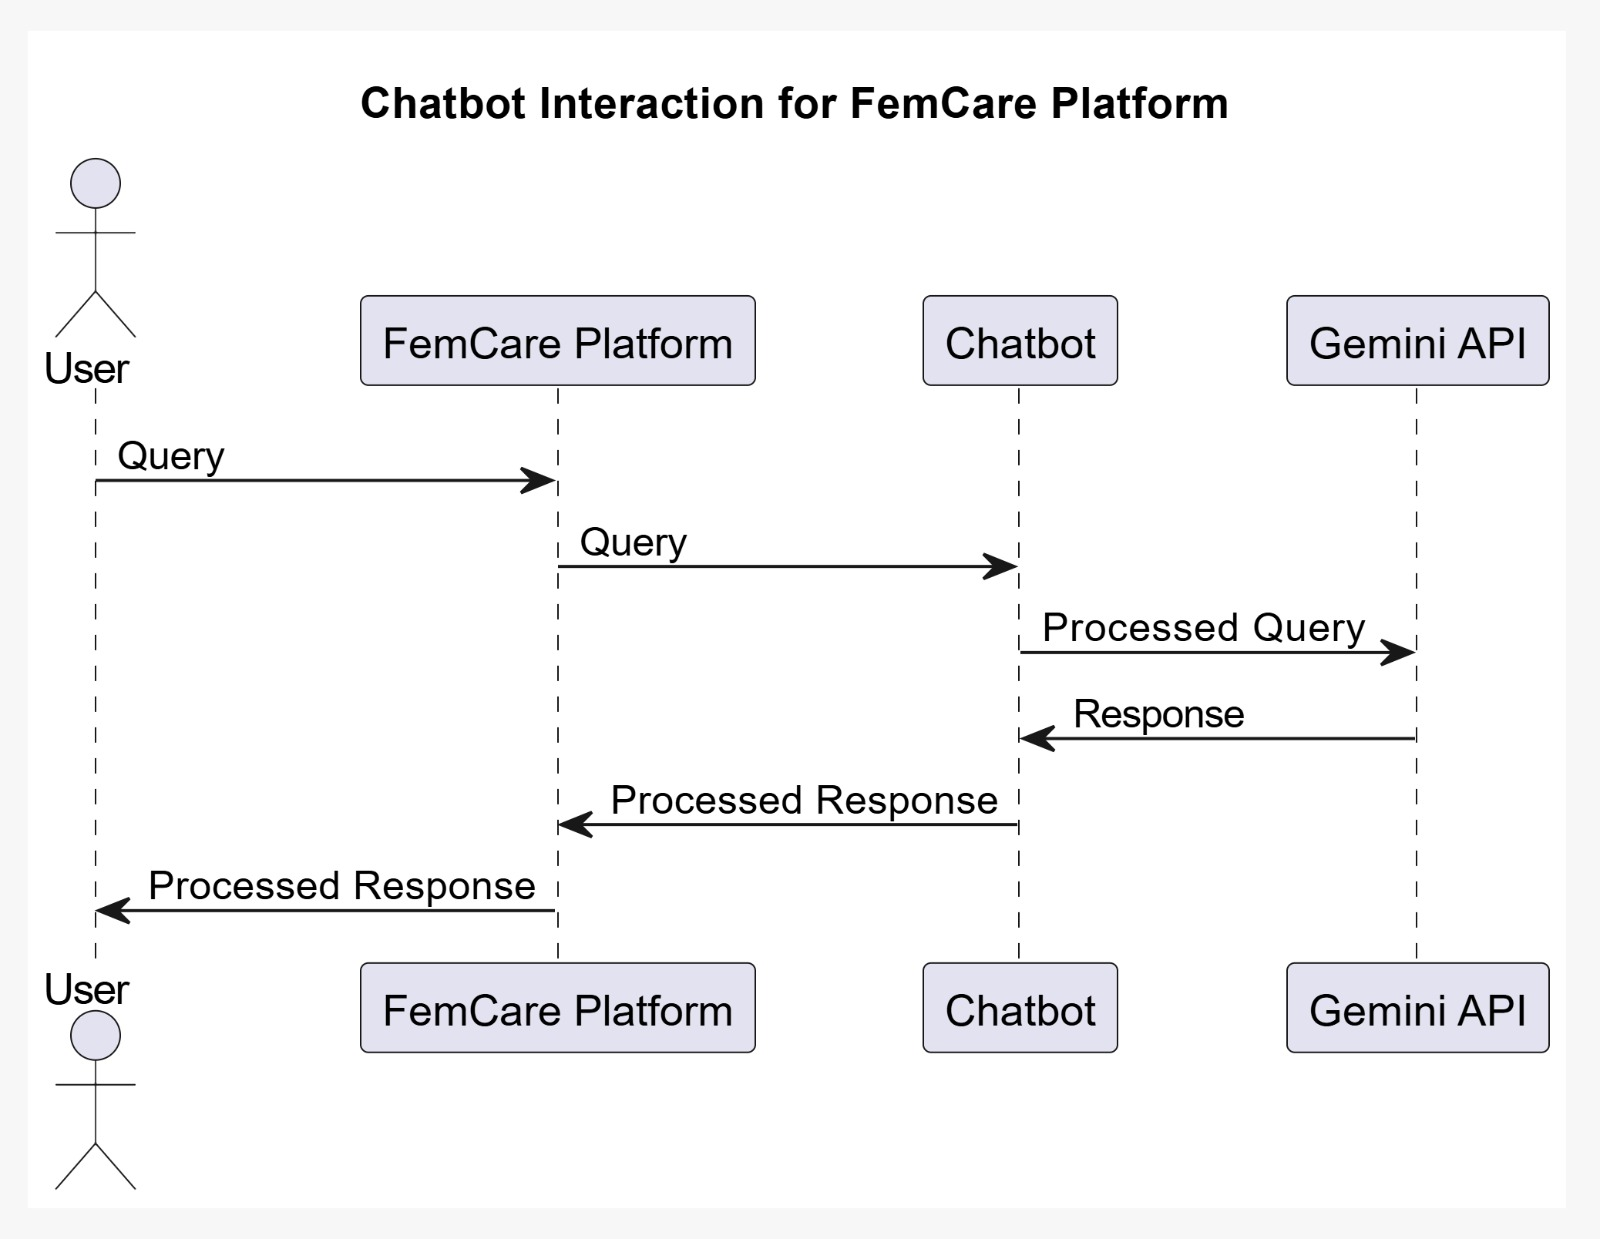 Chatbot Interaction for FemCare Platform
User
FemCare Platform
Chatbot
Gemini API
Query
Query
Processed Query
Response
Processed Response
Processed Response
User
FemCare Platform
Chatbot
Gemini API